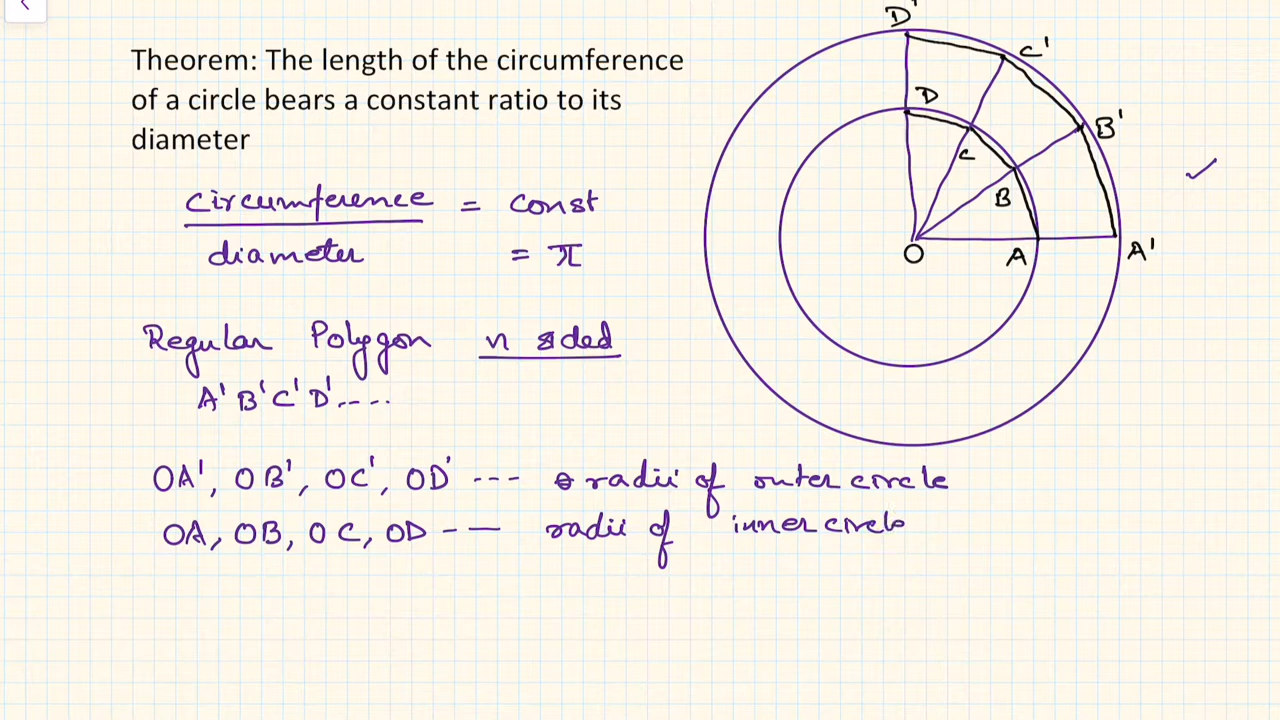 Theorem: The length of the circumference
of a circle bears a constant ratio to its
diameter
circumference = const
diameter = π
Regular Polygon n sided
A' B' C' D' ....
OA', OB', OC', OD' --- radii of outer circle
OA, OB, OC, OD -- — radii of inner circle
D'
C'
D
B'
C
B
O
A
A'